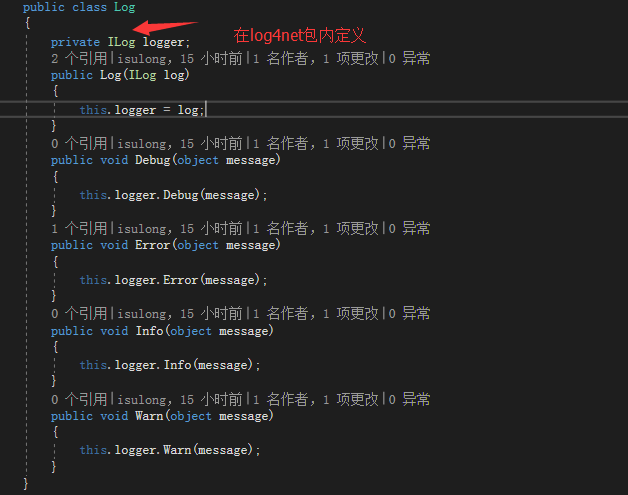 public class Log
{
在log4net包内定义
private ILog logger;
2 个引用|isulong, 15 小时前|1 名作者, 1 项更改|0 异常
public Log(ILog log)
{
this.logger = log;
}
0 个引用|isulong, 15 小时前|1 名作者, 1 项更改|0 异常
public void Debug(object message)
{
this.logger.Debug(message);
}
1 个引用|isulong, 15 小时前|1 名作者, 1 项更改|0 异常
public void Error(object message)
{
this.logger.Error(message);
}
0 个引用|isulong, 15 小时前|1 名作者, 1 项更改|0 异常
public void Info(object message)
{
this.logger.Info(message);
}
0 个引用|isulong, 15 小时前|1 名作者, 1 项更改|0 异常
public void Warn(object message)
{
this.logger.Warn(message);
}
}